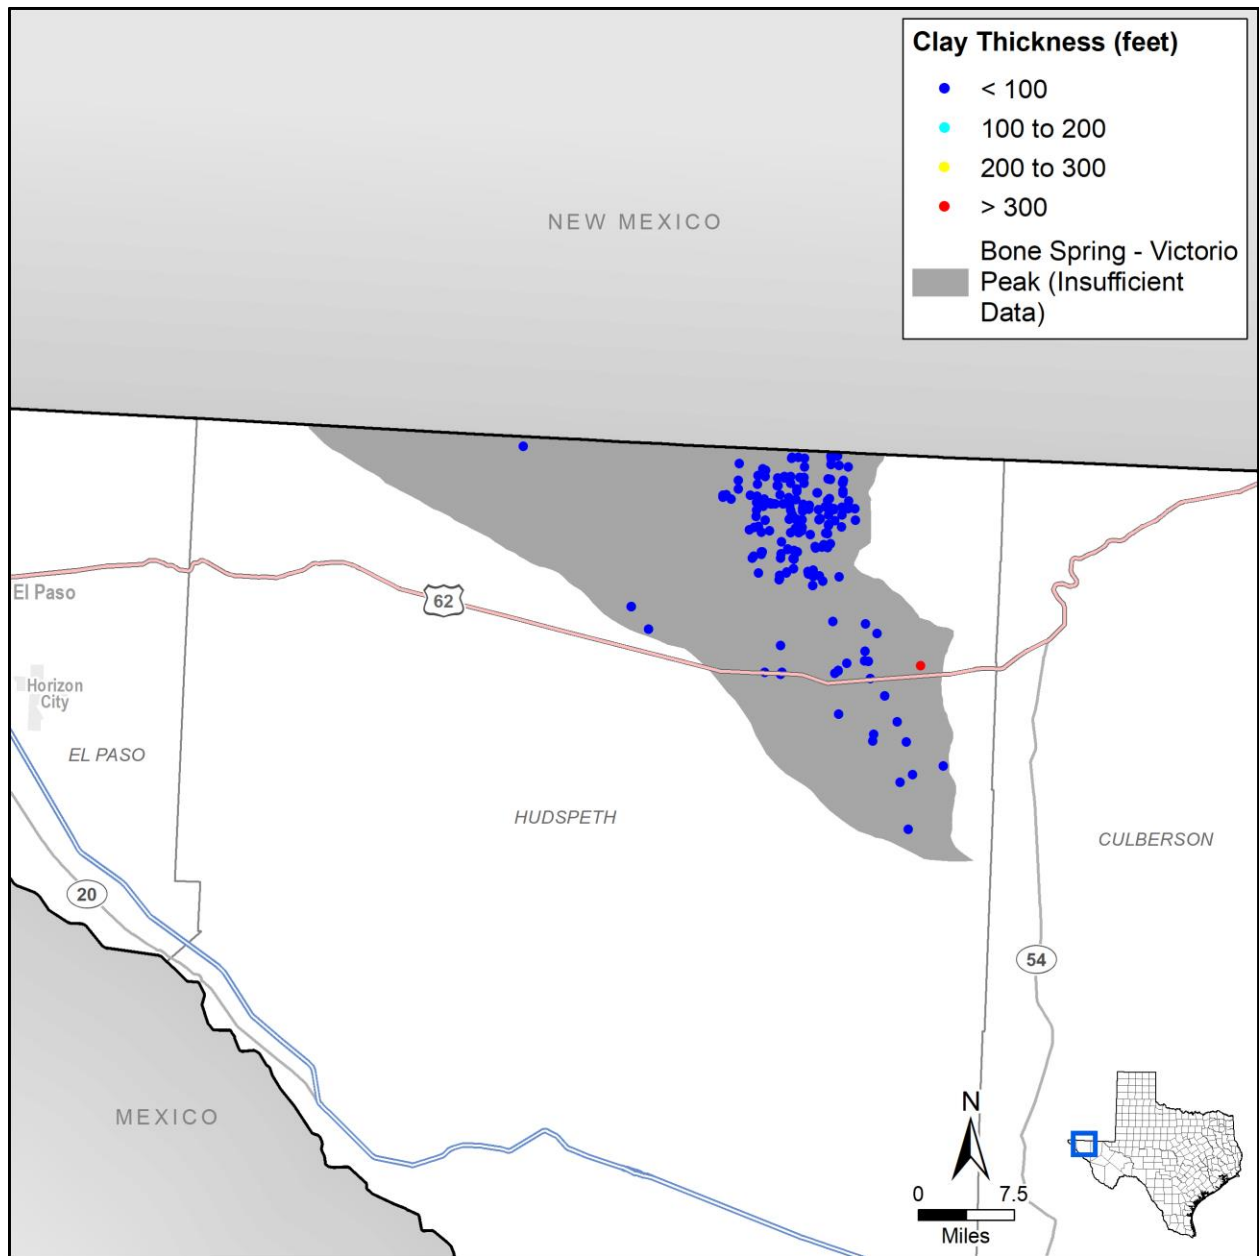 Clay Thickness (feet)
< 100
100 to 200
200 to 300
> 300
Bone Spring - Victorio
Peak (Insufficient
Data)
NEW MEXICO
El Paso
62
Horizon
City
EL PASO
HUDSPETH
CULBERSON
20
54
MEXICO
N
0 7.5
Miles